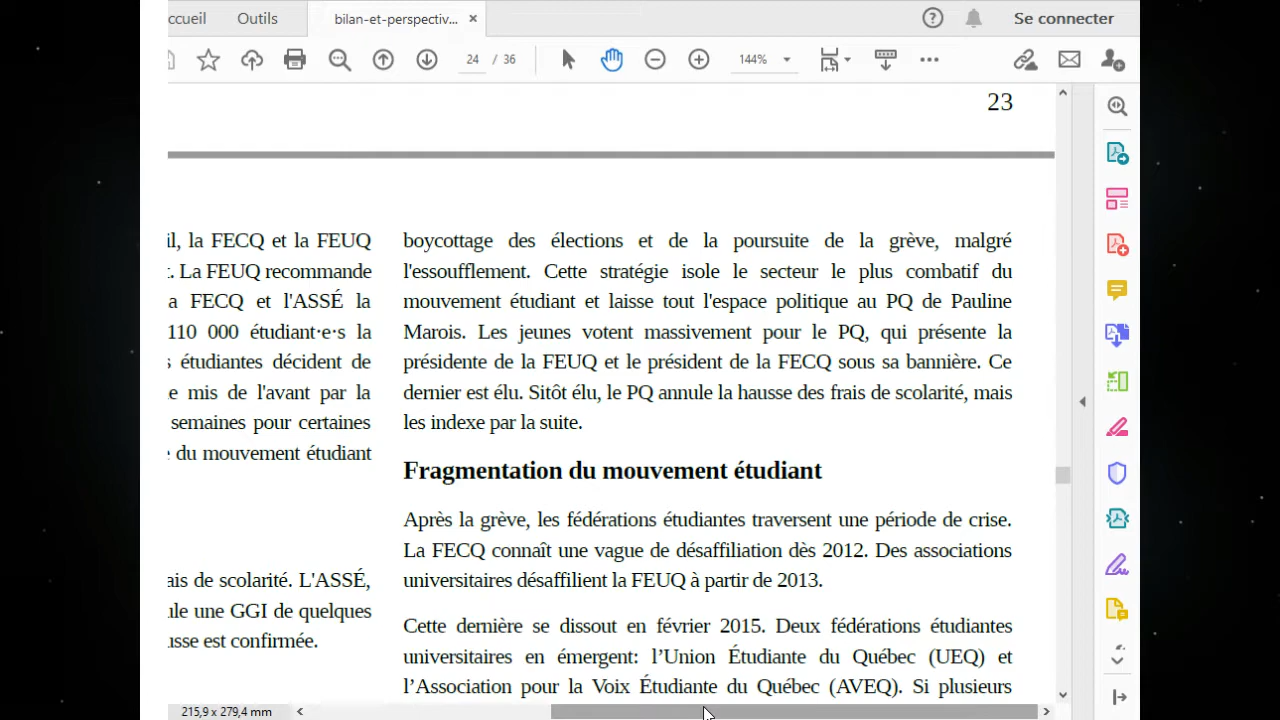 ccueil Outils bilan-et-perspectiv... × Se connecter
24 / 36 144%
23
il, la FECQ et la FEUQ
t. La FEUQ recommande
a FECQ et l'ASSÉ la
110 000 étudiant·e·s la
s étudiantes décident de
e mis de l'avant par la
semaines pour certaines
e du mouvement étudiant
ais de scolarité. L'ASSÉ,
ule une GGI de quelques
usse est confirmée.
boycottage des élections et de la poursuite de la grève, malgré
l'essoufflement. Cette stratégie isole le secteur le plus combatif du
mouvement étudiant et laisse tout l'espace politique au PQ de Pauline
Marois. Les jeunes votent massivement pour le PQ, qui présente la
présidente de la FEUQ et le président de la FECQ sous sa bannière. Ce
dernier est élu. Sitôt élu, le PQ annule la hausse des frais de scolarité, mais
les indexe par la suite.
Fragmentation du mouvement étudiant
Après la grève, les fédérations étudiantes traversent une période de crise.
La FECQ connaît une vague de désaffiliation dès 2012. Des associations
universitaires désaffilient la FEUQ à partir de 2013.
Cette dernière se dissout en février 2015. Deux fédérations étudiantes
universitaires en émergent: l’Union Étudiante du Québec (UEQ) et
l’Association pour la Voix Étudiante du Québec (AVEQ). Si plusieurs
215,9 x 279,4 mm